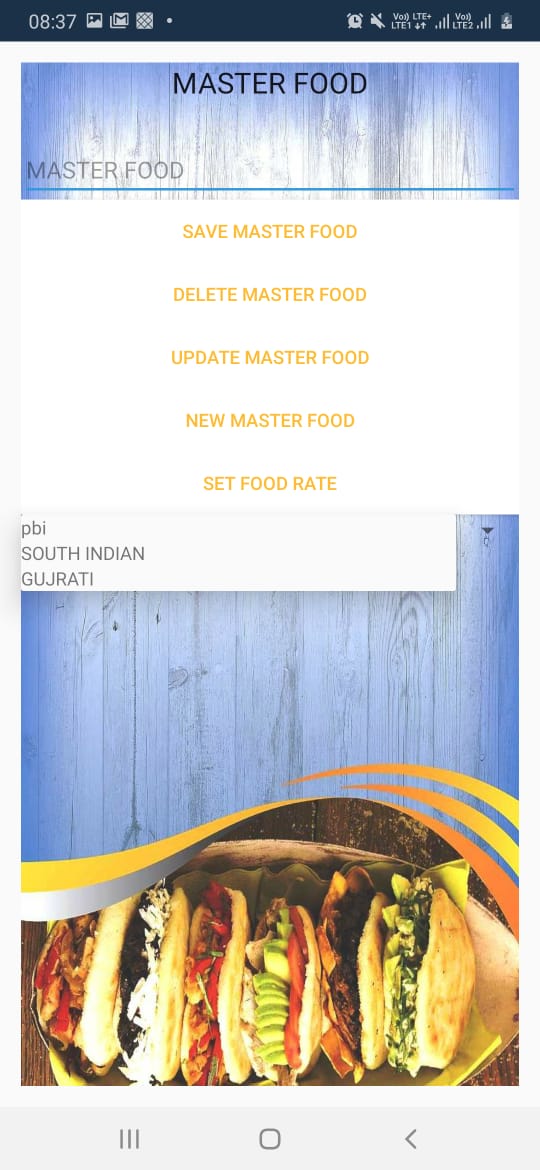 08:37
Vo) LTE+ Vo))
LTE1 LTE2
MASTER FOOD
MASTER FOOD
SAVE MASTER FOOD
DELETE MASTER FOOD
UPDATE MASTER FOOD
NEW MASTER FOOD
SET FOOD RATE
pbi
SOUTH INDIAN
GUJRATI